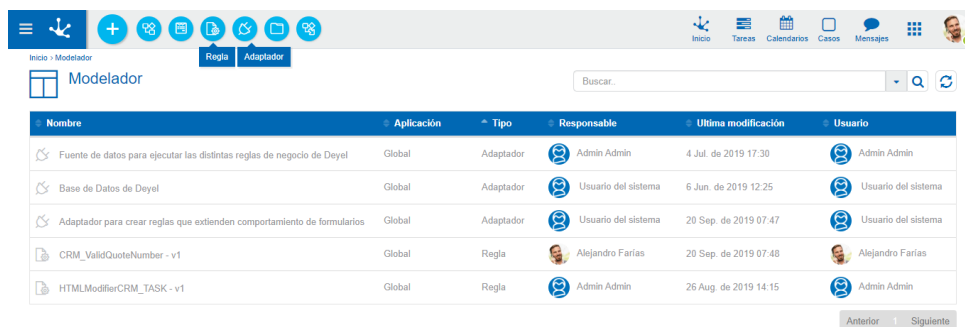 Inicio Tareas Calendarios Casos Mensajes
Regla Adaptador
Inicio > Modelador
Modelador
Buscar..
Nombre Aplicación Tipo Responsable Ultima modificación Usuario
Fuente de datos para ejecutar las distintas reglas de negocio de Deyel Global Adaptador Admin Admin 4 Jul. de 2019 17:30 Admin Admin
Base de Datos de Deyel Global Adaptador Usuario del sistema 6 Jun. de 2019 12:25 Usuario del sistema
Adaptador para crear reglas que extienden comportamiento de formularios Global Adaptador Usuario del sistema 20 Sep. de 2019 07:47 Usuario del sistema
CRM_ValidQuoteNumber - v1 Global Regla Alejandro Farías 20 Sep. de 2019 07:48 Alejandro Farías
HTMLModifierCRM_TASK - v1 Global Regla Admin Admin 26 Aug. de 2019 14:15 Admin Admin
Anterior 1 Siguiente